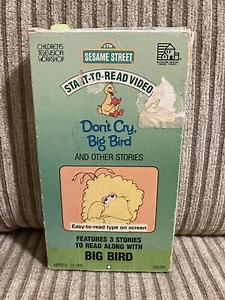 CHILDREN'S
TELEVISION
WORKSHOP
SESAME STREET
START-TO-READ VIDEO
Don't Cry,
Big Bird
AND OTHER STORIES
Easy-to-read type on screen
FEATURES 3 STORIES
TO READ ALONG WITH
BIG BIRD
COLOR